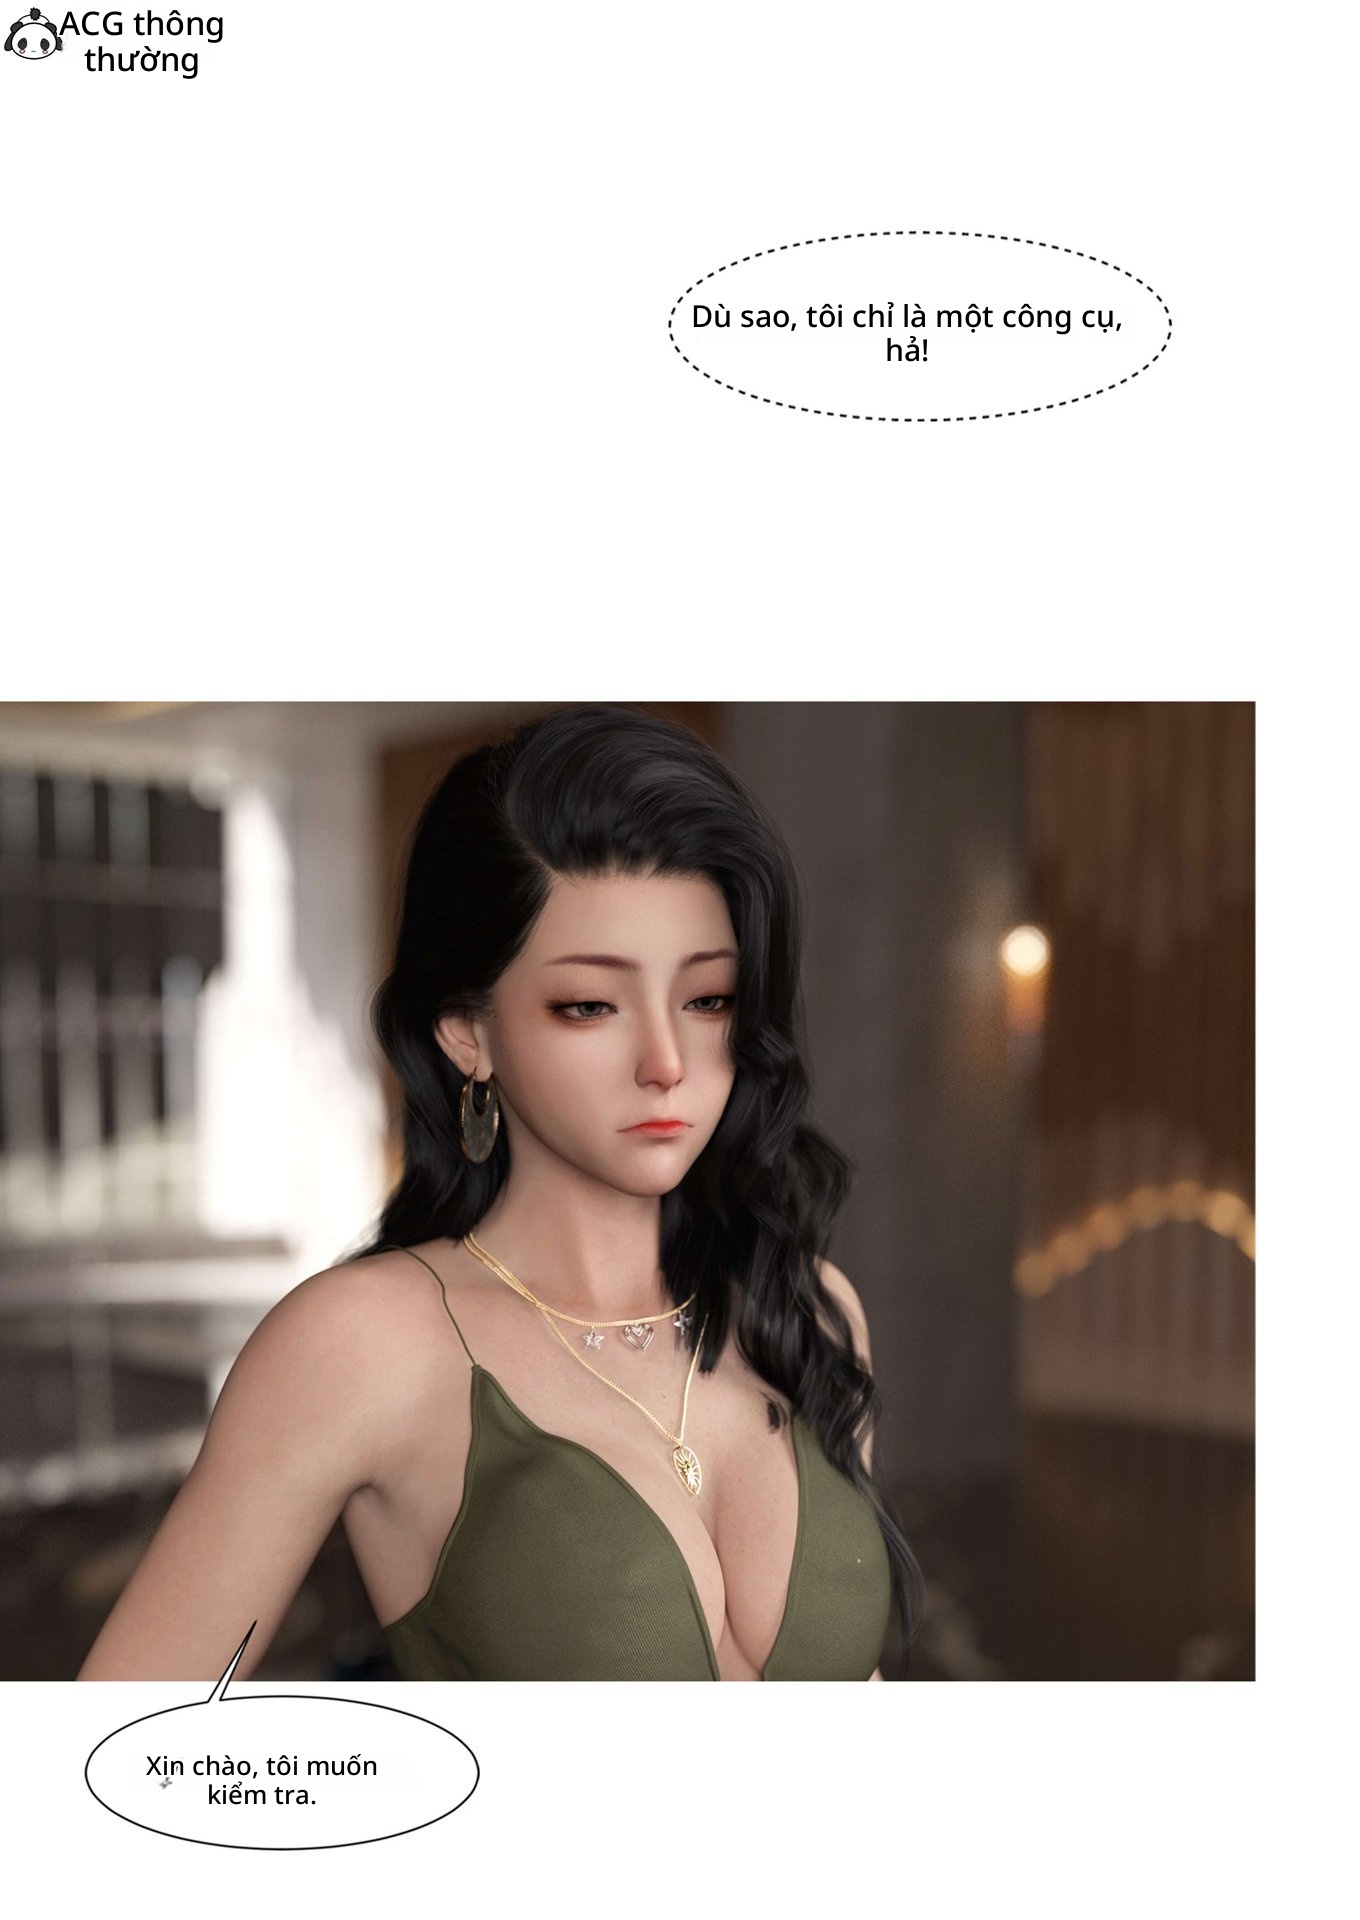 ACG thông
thường
Dù sao, tôi chỉ là một công cụ,
hả!
Xin chào, tôi muốn
kiểm tra.